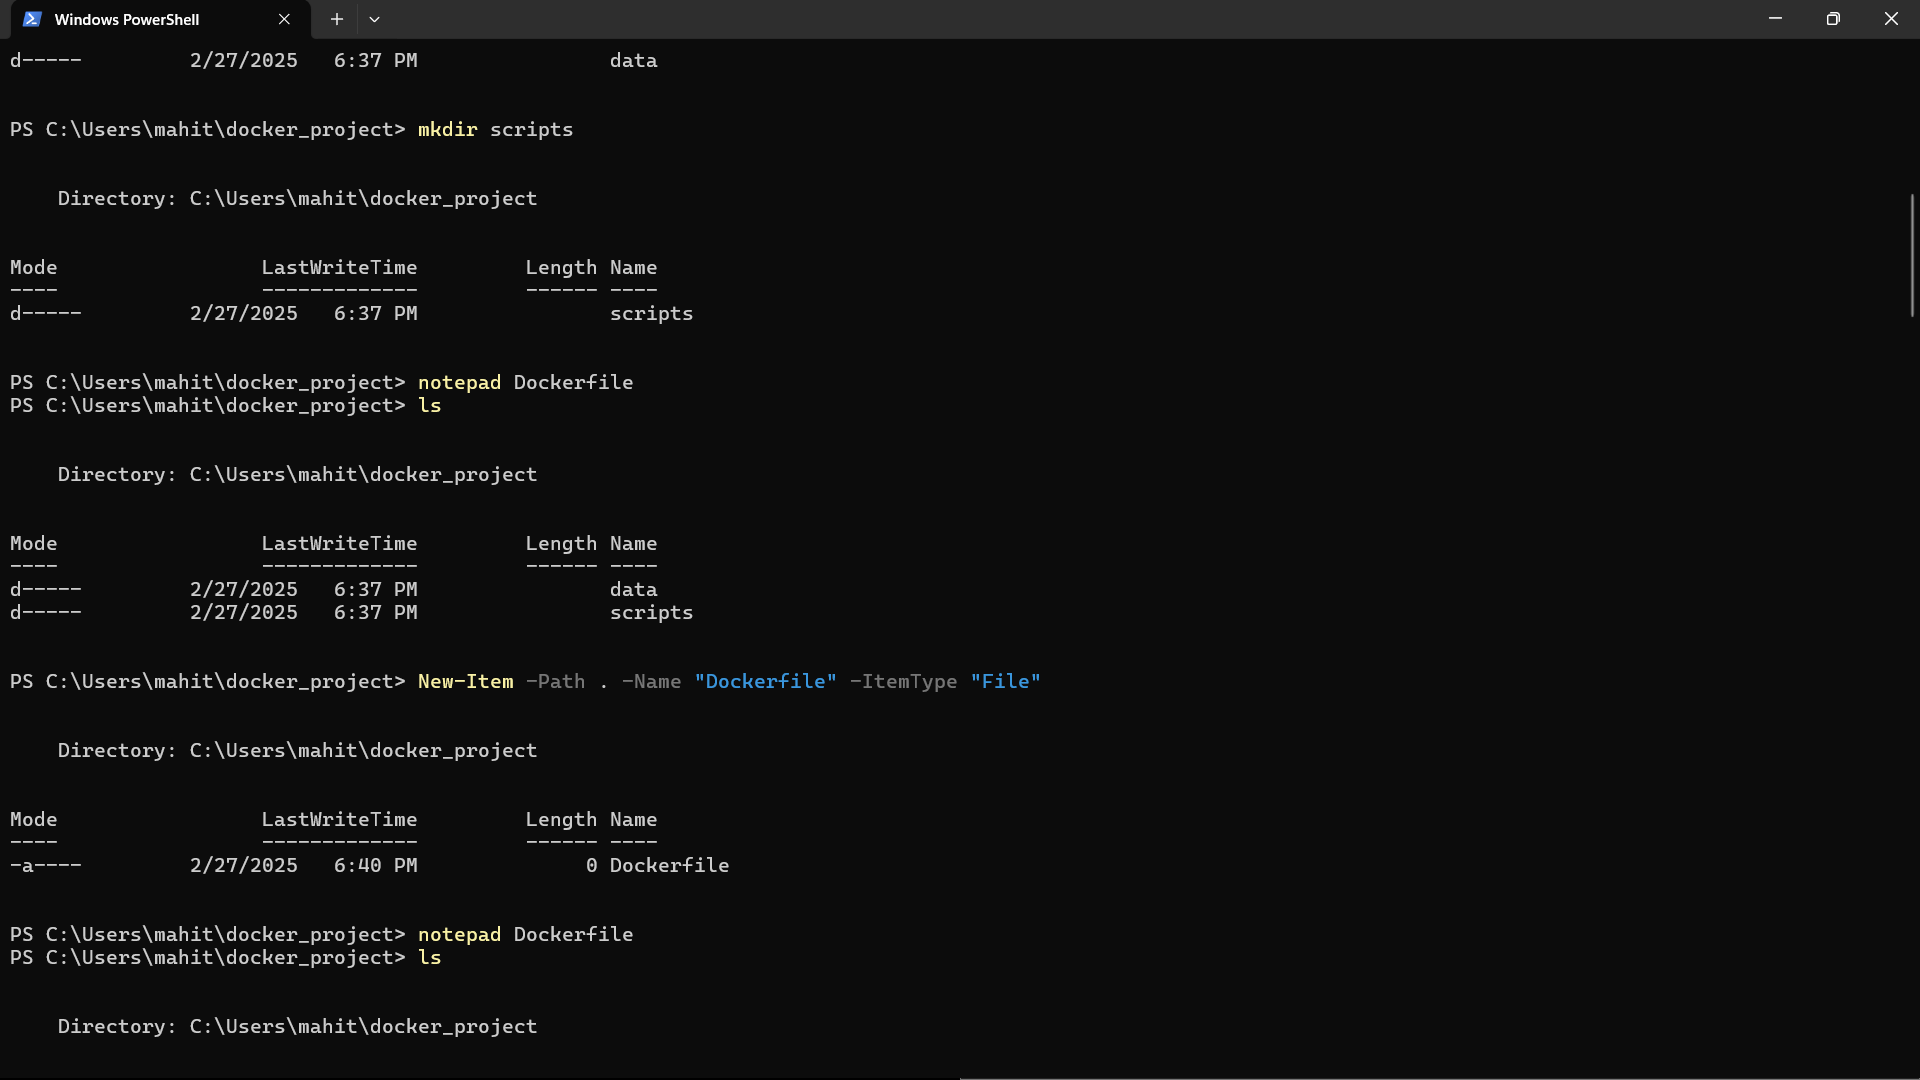 Windows PowerShell
d-----         2/27/2025   6:37 PM                data
PS C:\Users\mahit\docker_project> mkdir scripts
    Directory: C:\Users\mahit\docker_project
Mode                 LastWriteTime         Length Name
----                 -------------         ------ ----
d-----         2/27/2025   6:37 PM                scripts
PS C:\Users\mahit\docker_project> notepad Dockerfile
PS C:\Users\mahit\docker_project> ls
    Directory: C:\Users\mahit\docker_project
Mode                 LastWriteTime         Length Name
----                 -------------         ------ ----
d-----         2/27/2025   6:37 PM                data
d-----         2/27/2025   6:37 PM                scripts
PS C:\Users\mahit\docker_project> New-Item -Path . -Name "Dockerfile" -ItemType "File"
    Directory: C:\Users\mahit\docker_project
Mode                 LastWriteTime         Length Name
----                 -------------         ------ ----
-a----         2/27/2025   6:40 PM              0 Dockerfile
PS C:\Users\mahit\docker_project> notepad Dockerfile
PS C:\Users\mahit\docker_project> ls
    Directory: C:\Users\mahit\docker_project